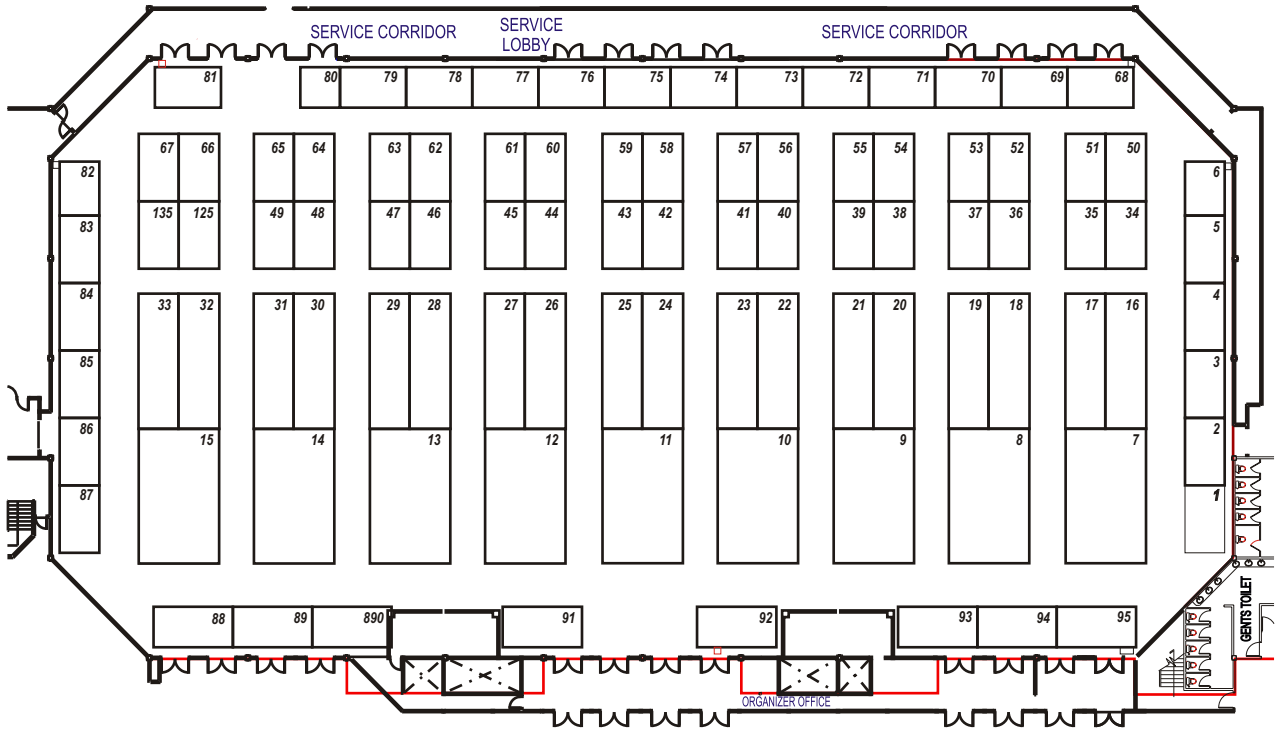 SERVICE CORRIDOR
SERVICE
LOBBY
SERVICE CORRIDOR
81 80 79 78 77 76 75 74 73 72 71 70 69 68
67 66 65 64 63 62 61 60 59 58 57 56 55 54 53 52 51 50
82 6
135 125 49 48 47 46 45 44 43 42 41 40 39 38 37 36 35 34
83 5
84 4
33 32 31 30 29 28 27 26 25 24 23 22 21 20 19 18 17 16
85 3
86 2
15 14 13 12 11 10 9 8 7
87 1
GENTS TOILET
88 89 890 91 92 93 94 95
ORGANIZER OFFICE